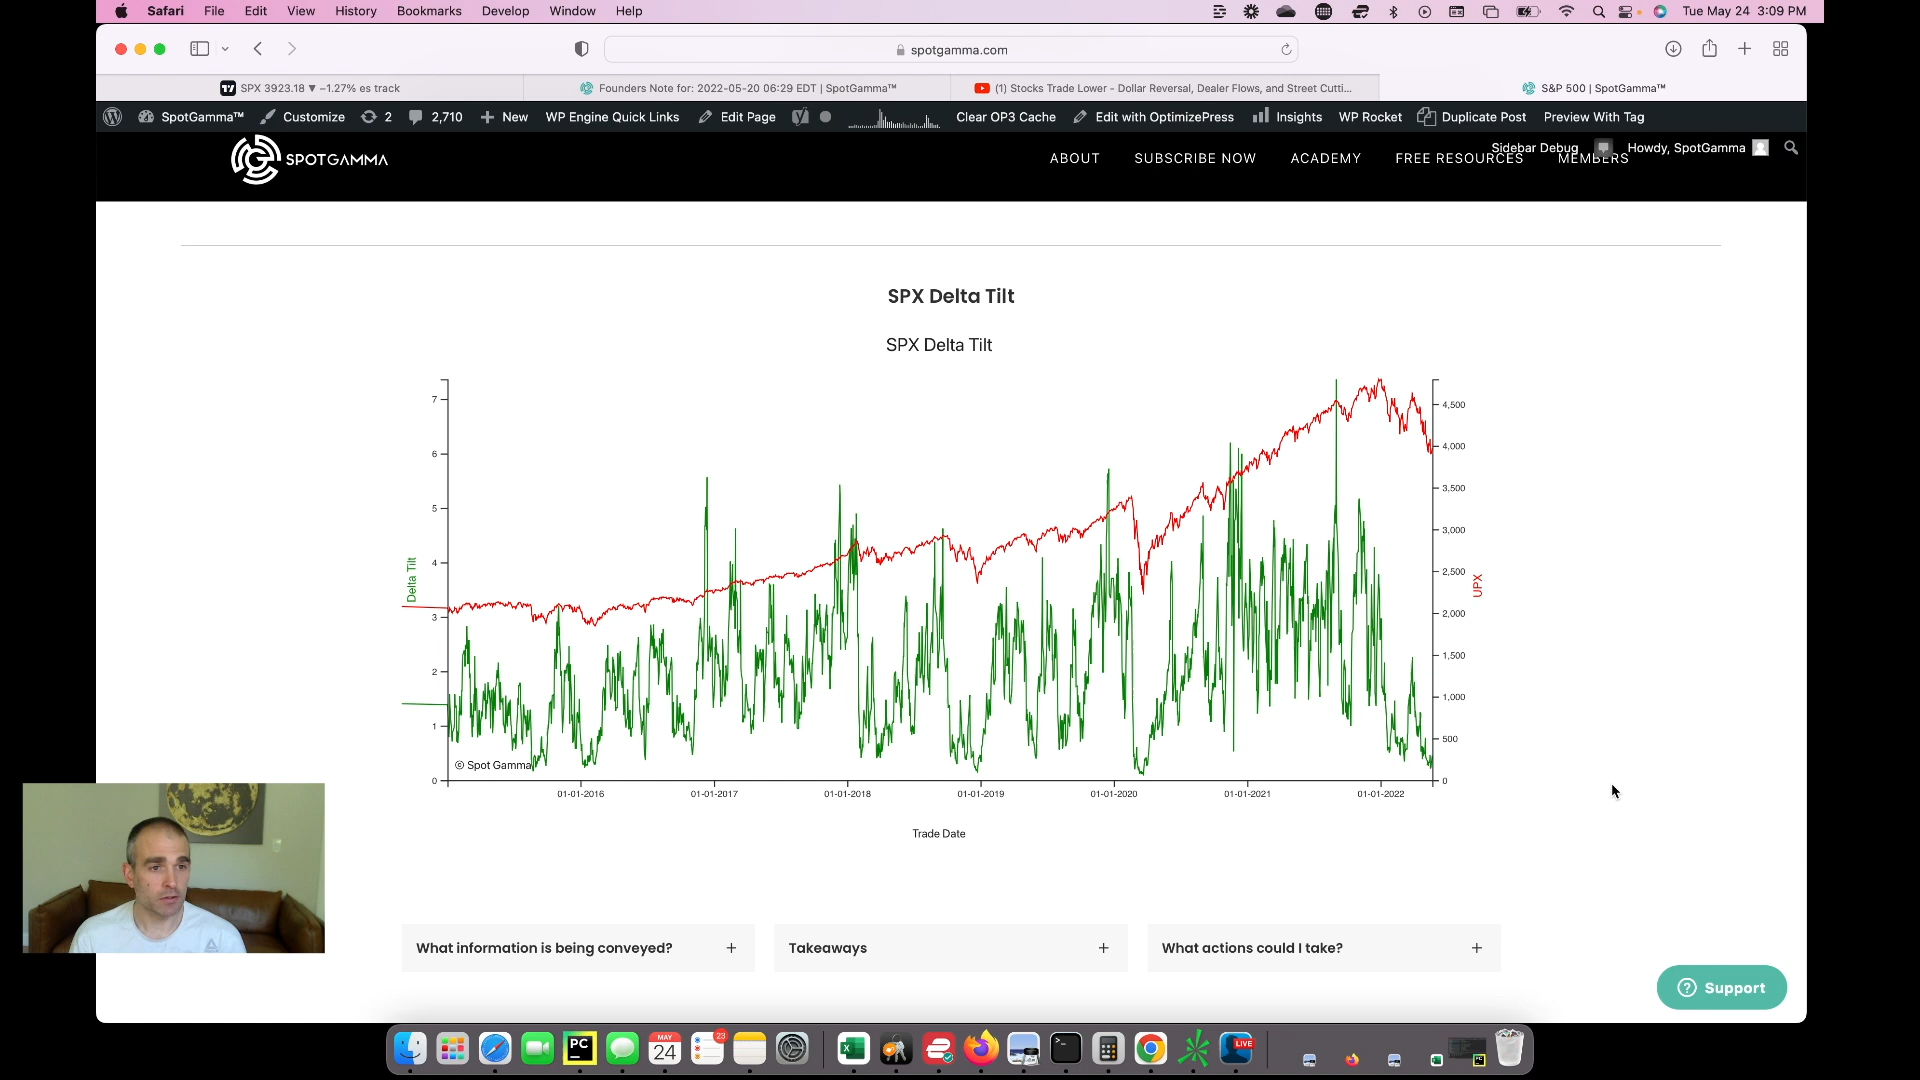 Safari File Edit View History Bookmarks Develop Window Help Tue May 24 3:09 PM
spotgamma.com
SPX 3923.18 ▼ −1.27% es track
Founders Note for: 2022-05-20 06:29 EDT | SpotGamma™
(1) Stocks Trade Lower - Dollar Reversal, Dealer Flows, and Street Cutti...
S&P 500 | SpotGamma™
SpotGamma™ Customize 2 2,710 New WP Engine Quick Links Edit Page Clear OP3 Cache Edit with OptimizePress Insights WP Rocket Duplicate Post Preview With Tag
Sidebar Debug Howdy, SpotGamma
SPOTGAMMA
ABOUT SUBSCRIBE NOW ACADEMY FREE RESOURCES MEMBERS
SPX Delta Tilt
SPX Delta Tilt
7
6
5
4
3
2
1
0
Delta Tilt
4,500
4,000
3,500
3,000
2,500
2,000
1,500
1,000
500
0
UPX
© Spot Gamma
01-01-2016 01-01-2017 01-01-2018 01-01-2019 01-01-2020 01-01-2021 01-01-2022
Trade Date
What information is being conveyed? +
Takeaways +
What actions could I take? +
? Support
PC
MAY
24
23
LIVE